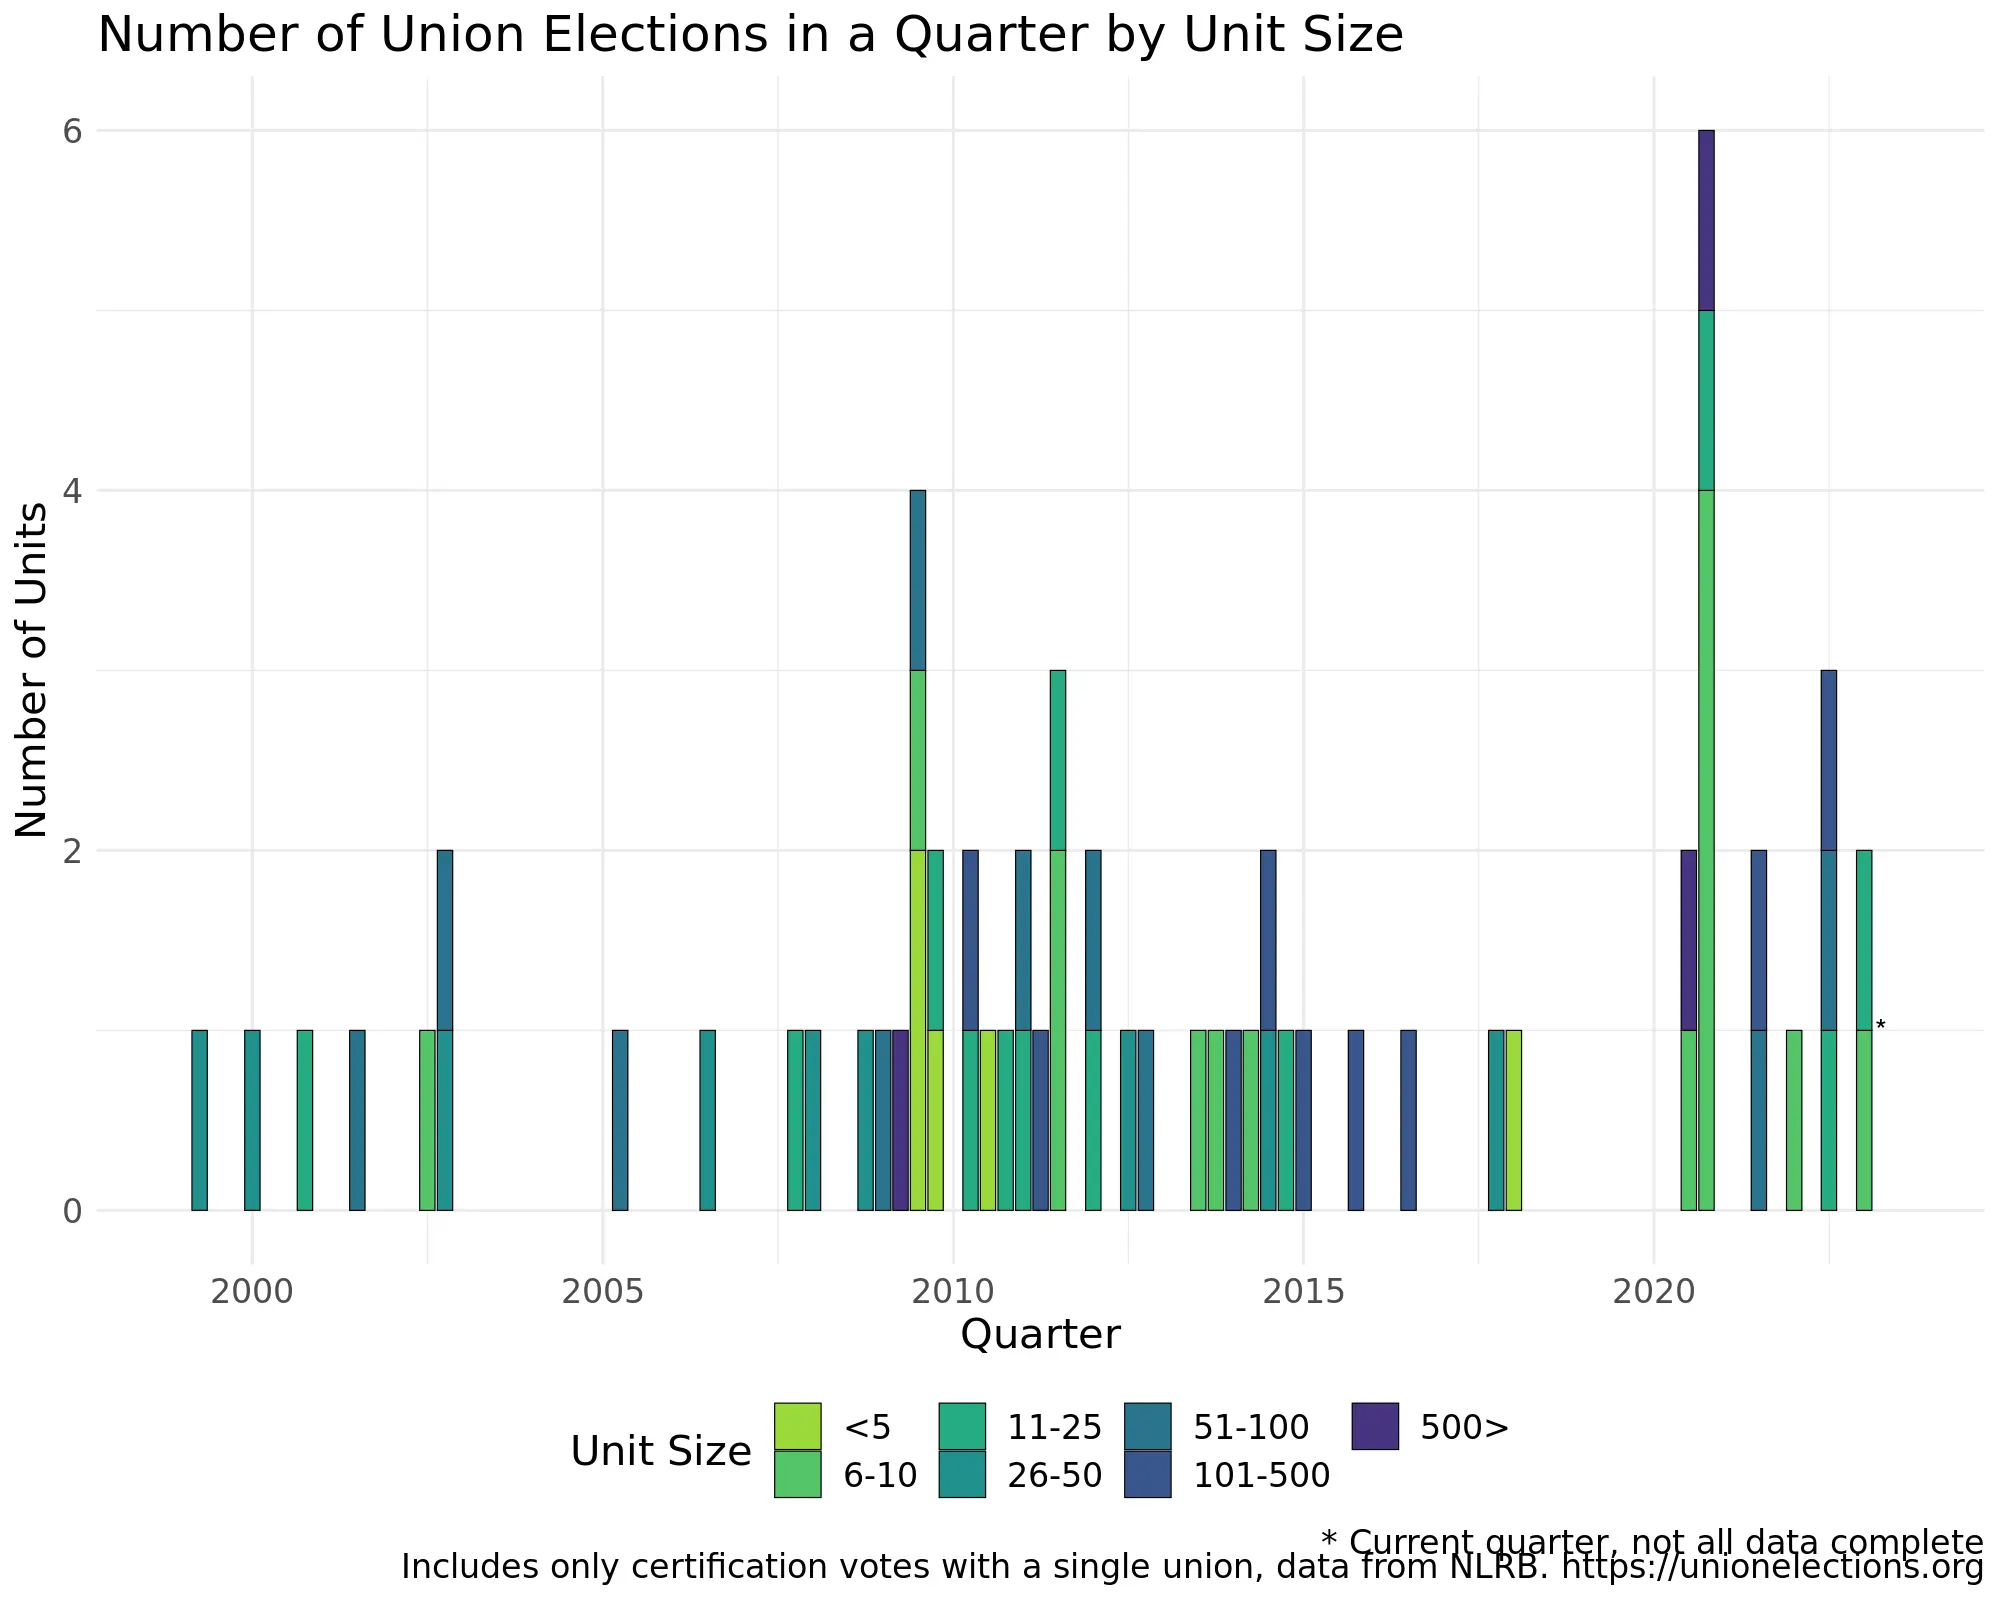 Number of Union Elections in a Quarter by Unit Size
Number of Units
6
4
2
0
*
2000 2005 2010 2015 2020
Quarter
Unit Size
<5 11-25 51-100 500>
6-10 26-50 101-500
* Current quarter, not all data complete
Includes only certification votes with a single union, data from NLRB. https://unionelections.org